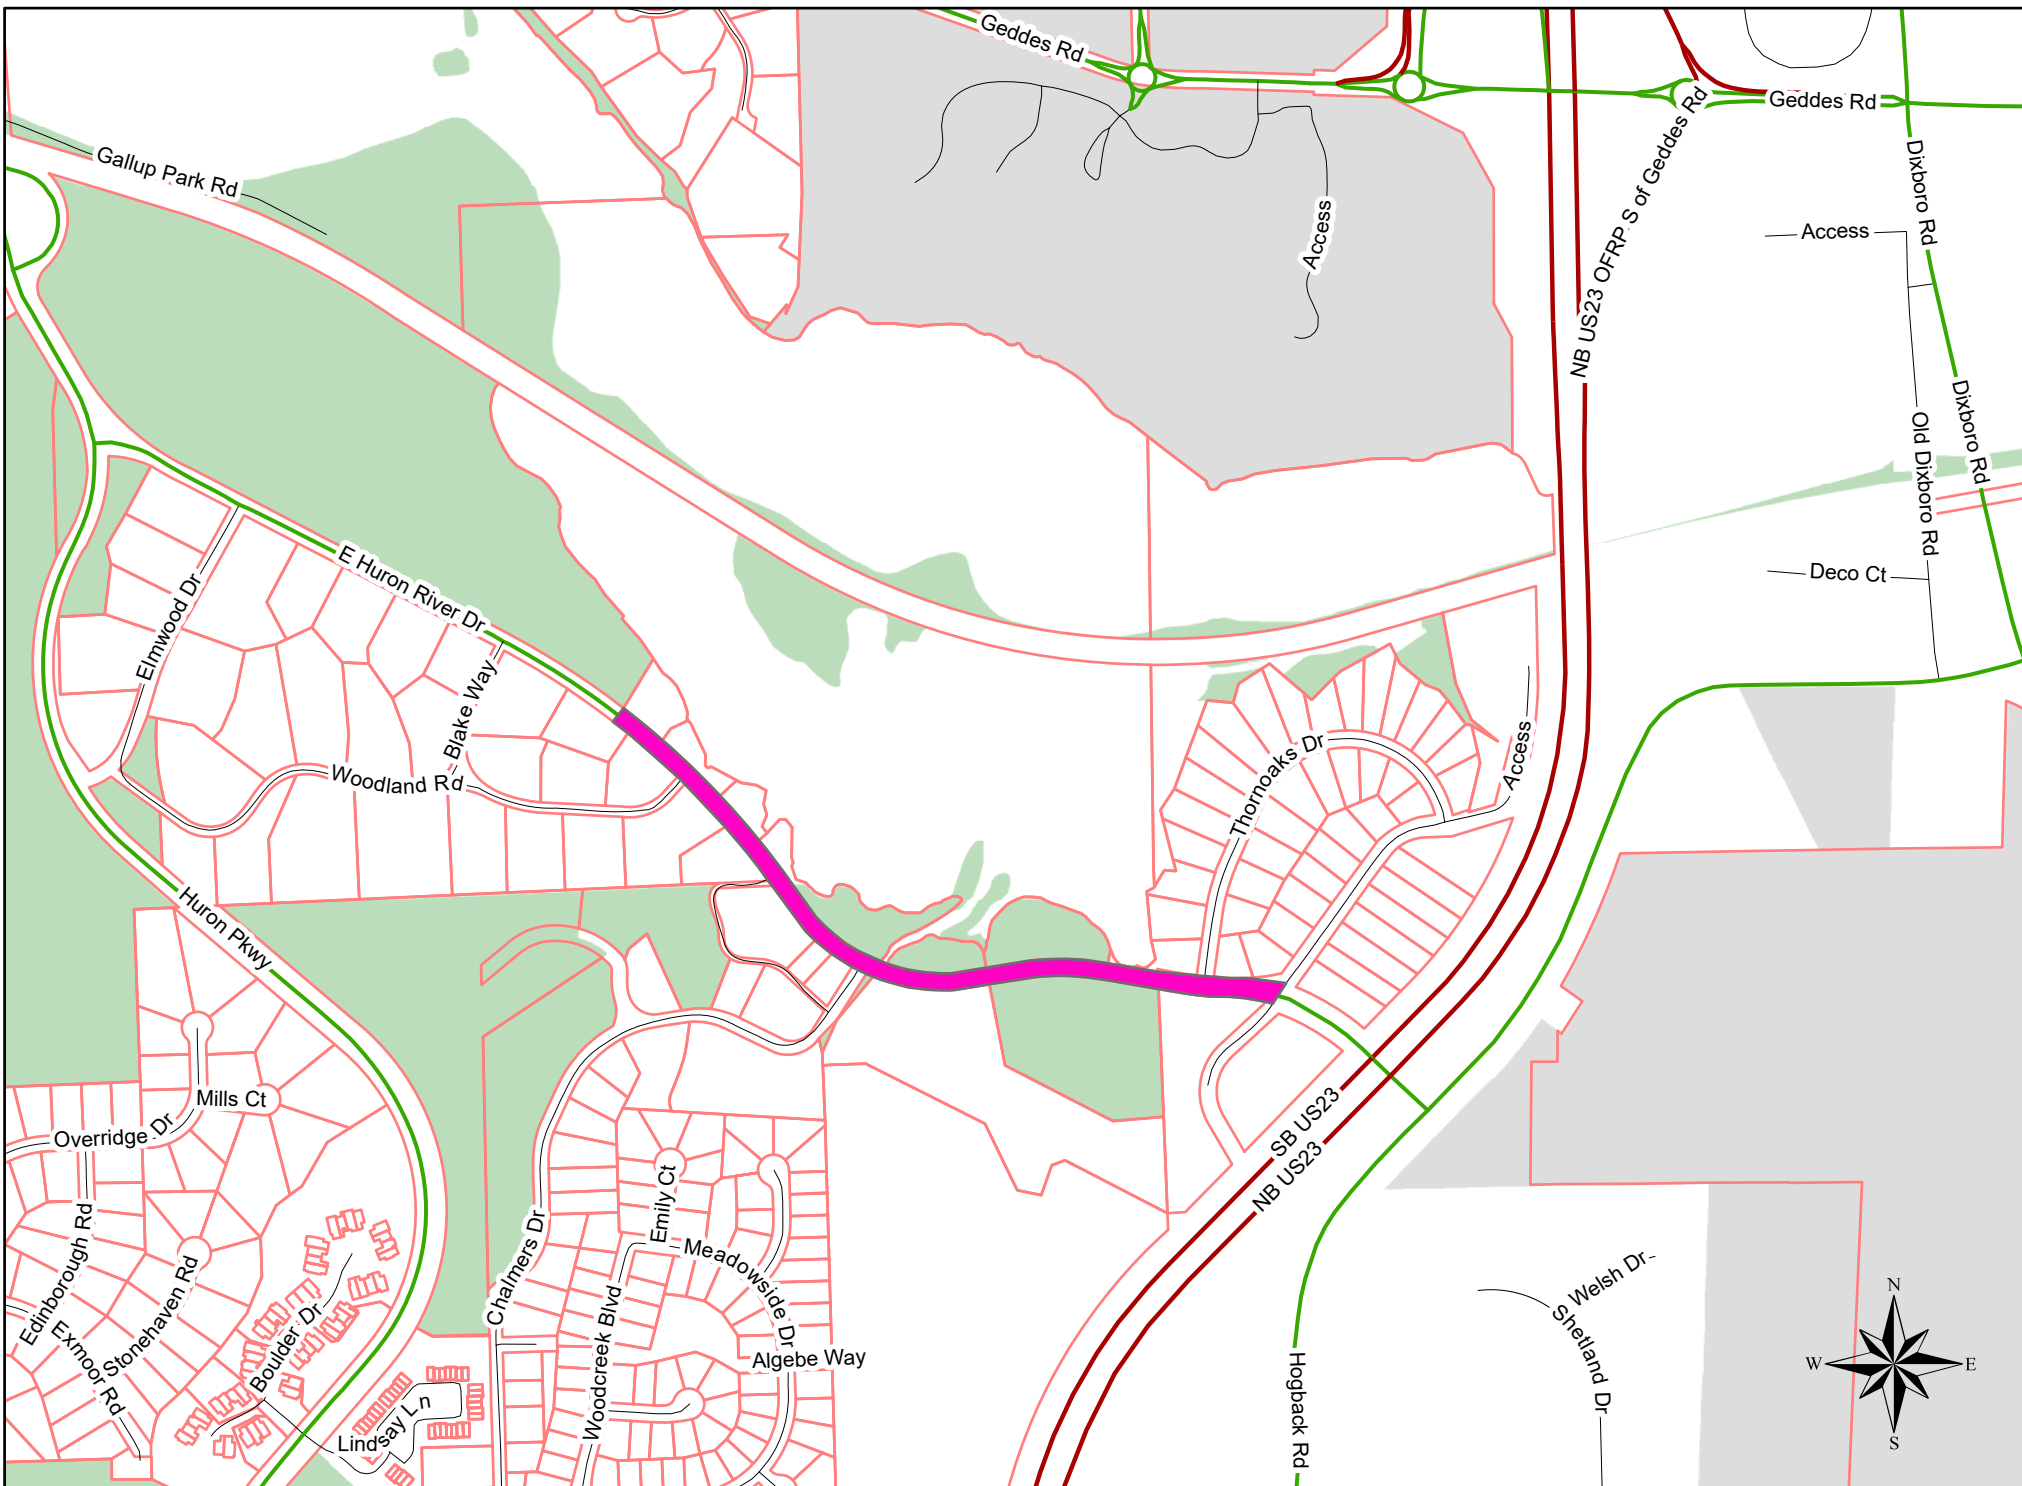 Geddes Rd
Geddes Rd
NB US23 OFRP S of Geddes Rd
Gallup Park Rd
Dixboro Rd
Access
Access
Dixboro Rd
Old Dixboro Rd
E Huron River Dr
Deco Ct
Elmwood Dr
Blake Way
Woodland Rd
Thornoaks Dr
Access
Huron Pkwy
Mills Ct
Overridge Dr
SB US23
NB US23
Emily Ct
Edinborough Rd
Stonehaven Rd
Exmoor Rd
Boulder Dr
Chalmers Dr
Meadowside Dr
Woodcreek Blvd
Algebe Way
Lindsay Ln
Hogback Rd
Welsh Dr
S Shetland Dr
N
W
E
S